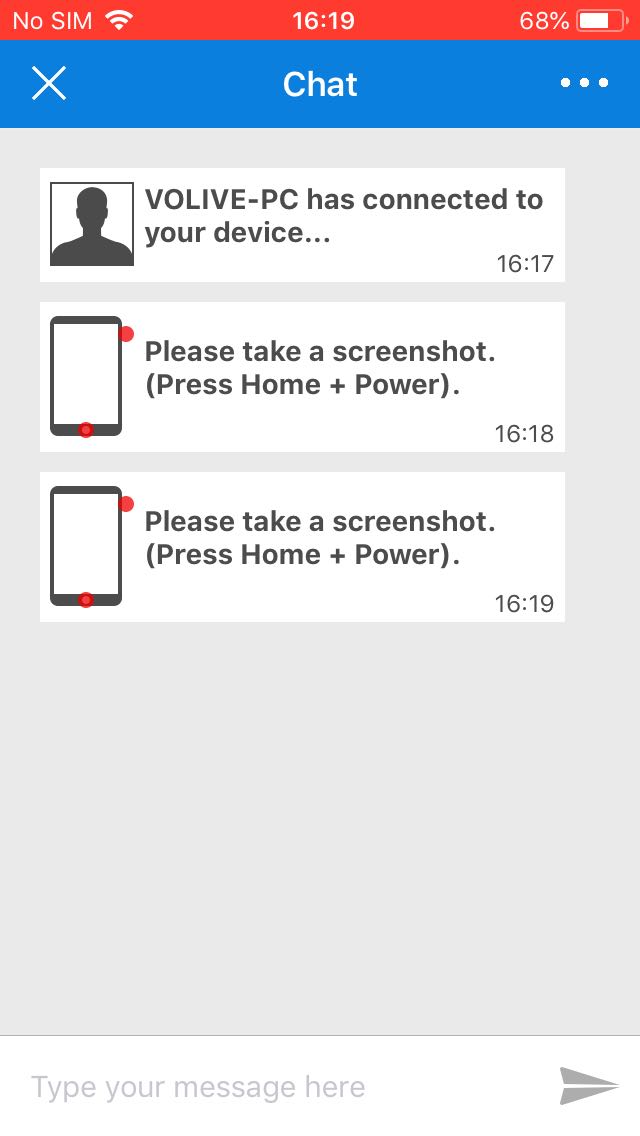 No SIM 16:19 68%
Chat
VOLIVE-PC has connected to
your device...
16:17
Please take a screenshot.
(Press Home + Power).
16:18
Please take a screenshot.
(Press Home + Power).
16:19
Type your message here